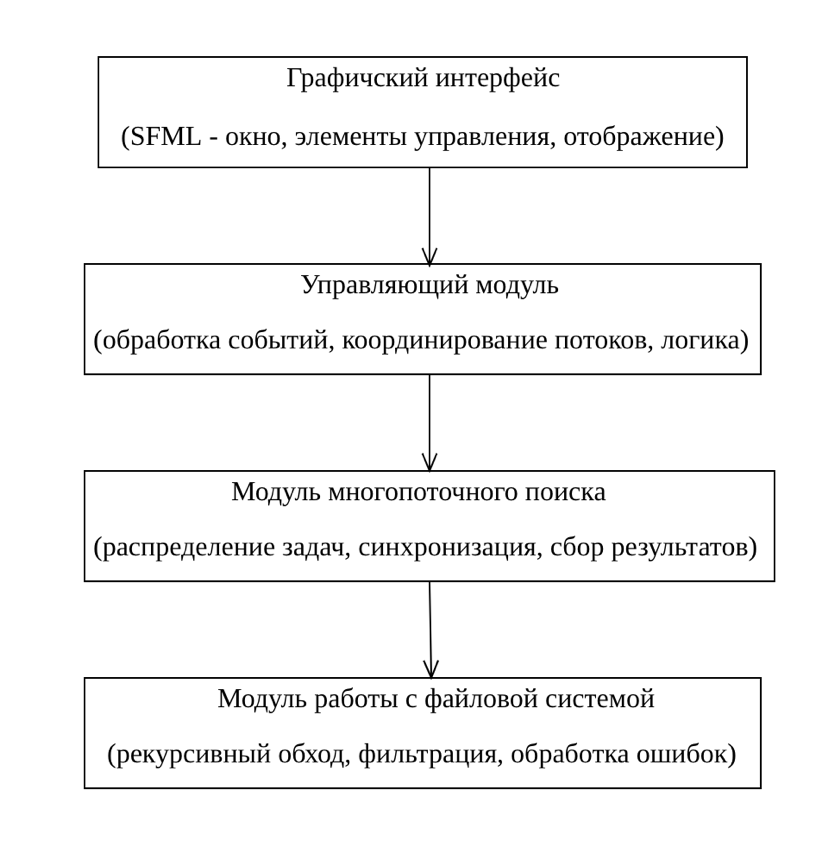 Графичский интерфейс
(SFML - окно, элементы управления, отображение)
Управляющий модуль
(обработка событий, координирование потоков, логика)
Модуль многопоточного поиска
(распределение задач, синхронизация, сбор результатов)
Модуль работы с файловой системой
(рекурсивный обход, фильтрация, обработка ошибок)